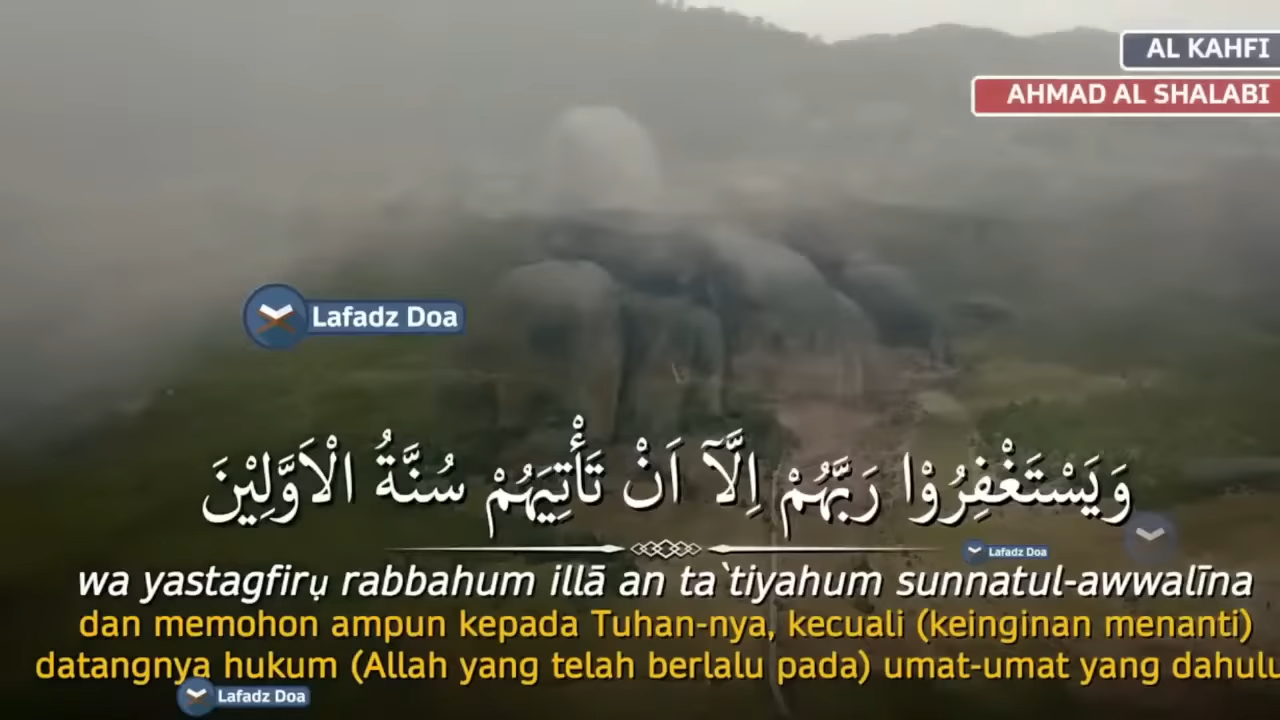 AL KAHFI
AHMAD AL SHALABI
Lafadz Doa
وَيَسْتَغْفِرُوْا رَبَّهُمْ اِلَّآ اَنْ تَأْتِيَهُمْ سُنَّةُ الْاَوَّلِيْنَ
Lafadz Doa
wa yastagfirụ rabbahum illā an ta`tiyahum sunnatul-awwalīna
dan memohon ampun kepada Tuhan-nya, kecuali (keinginan menanti)
datangnya hukum (Allah yang telah berlalu pada) umat-umat yang dahulu
Lafadz Doa